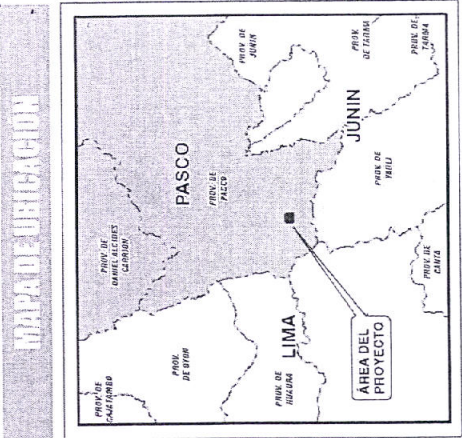 MAPA DE UBICACION
PROV. DE
CAJATAMBO
PROV. DE
DANIEL ALCIDES
CARRION
PROV. DE
JUNIN
PROV.
DE OYON
PASCO
PROV. DE
PASCO
PROV.
DE TARMA
PROV. DE
TARMA
LIMA
JUNIN
PROV. DE
HUAURA
PROV. DE
YAULI
AREA DEL
PROYECTO
PROV. DE
CANTA